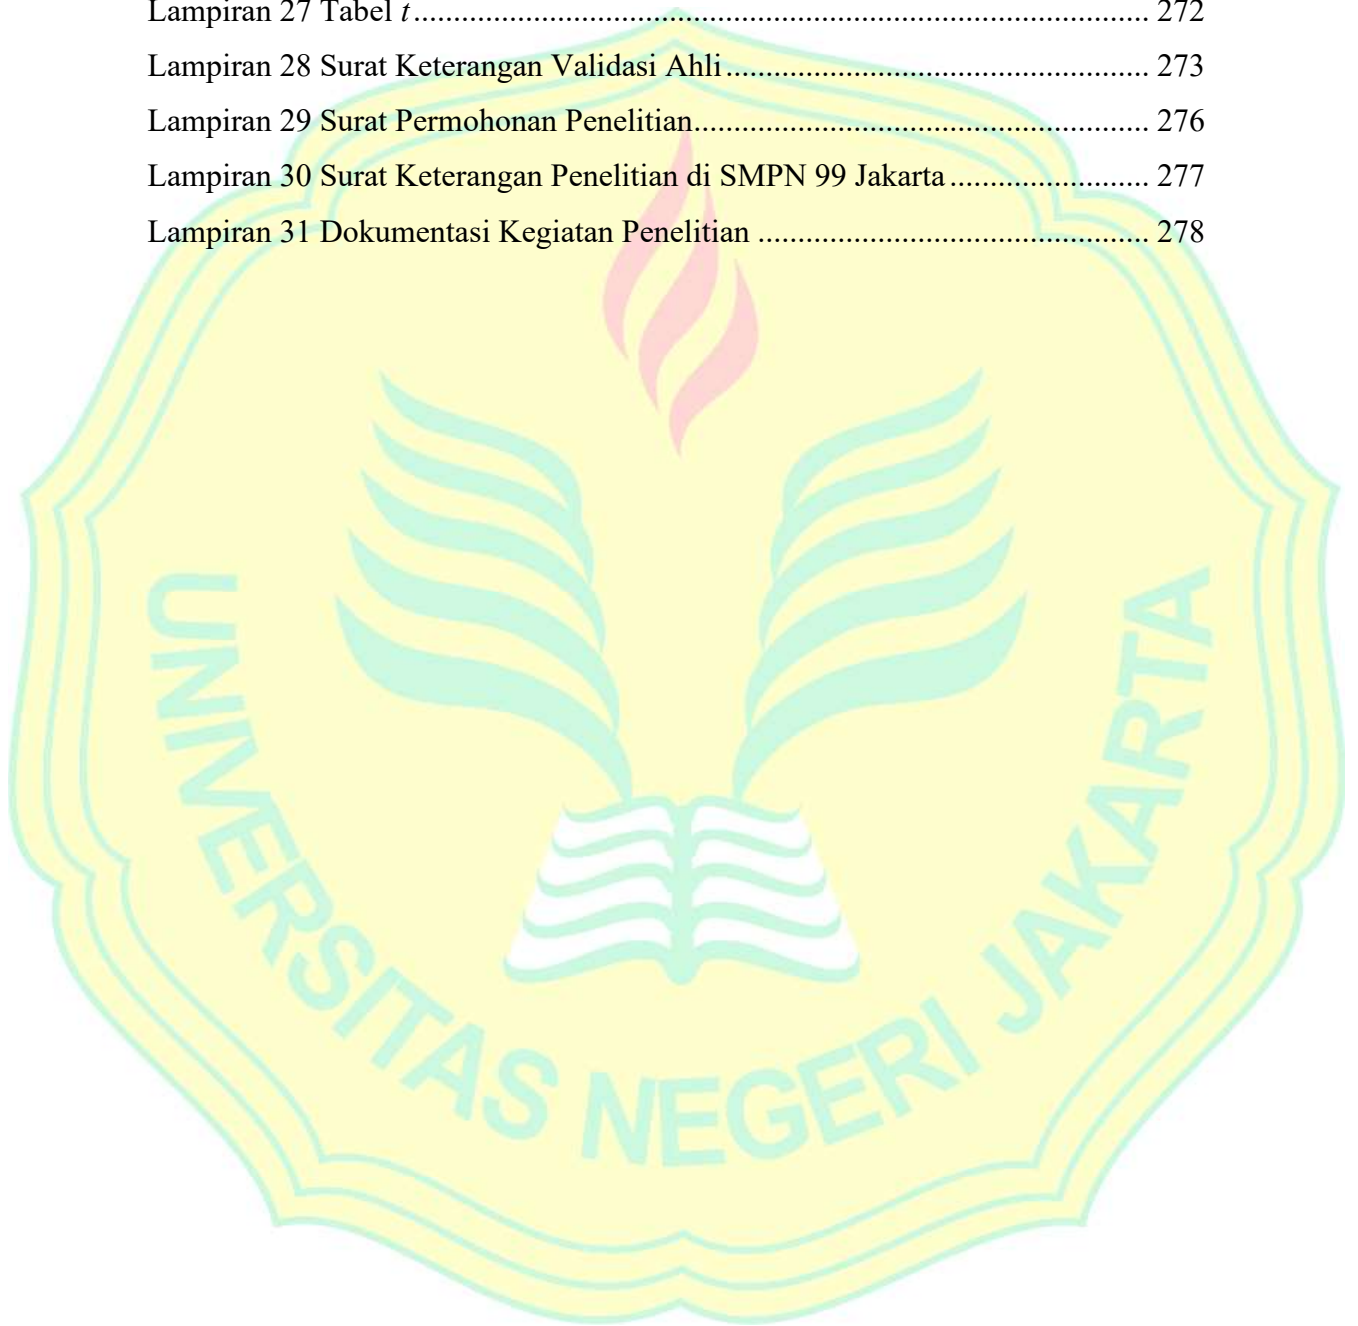 Lampiran 27 Tabel t........................................................................................... 272
Lampiran 28 Surat Keterangan Validasi Ahli..................................................... 273
Lampiran 29 Surat Permohonan Penelitian......................................................... 276
Lampiran 30 Surat Keterangan Penelitian di SMPN 99 Jakarta......................... 277
Lampiran 31 Dokumentasi Kegiatan Penelitian ................................................. 278
UNIVERSITAS NEGERI JAKARTA